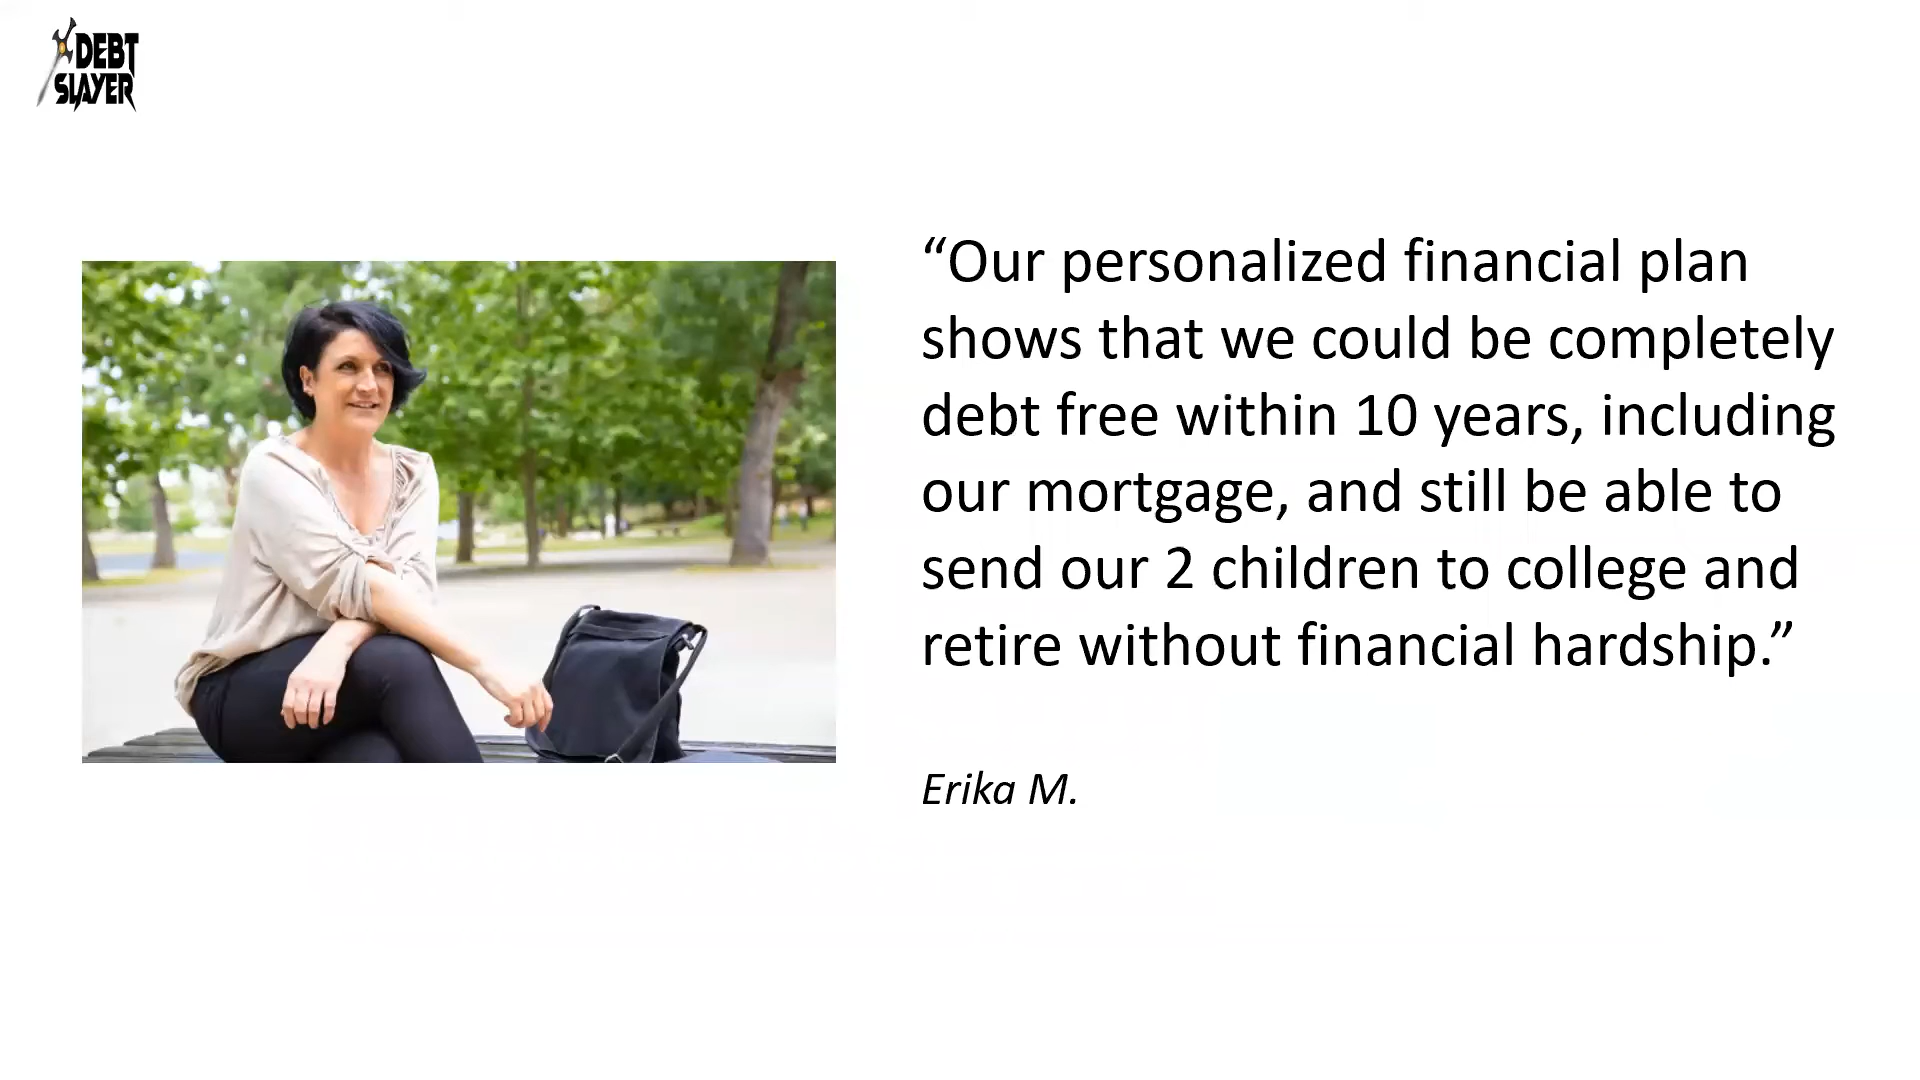 DEBT
SLAYER
“Our personalized financial plan
shows that we could be completely
debt free within 10 years, including
our mortgage, and still be able to
send our 2 children to college and
retire without financial hardship.”
Erika M.